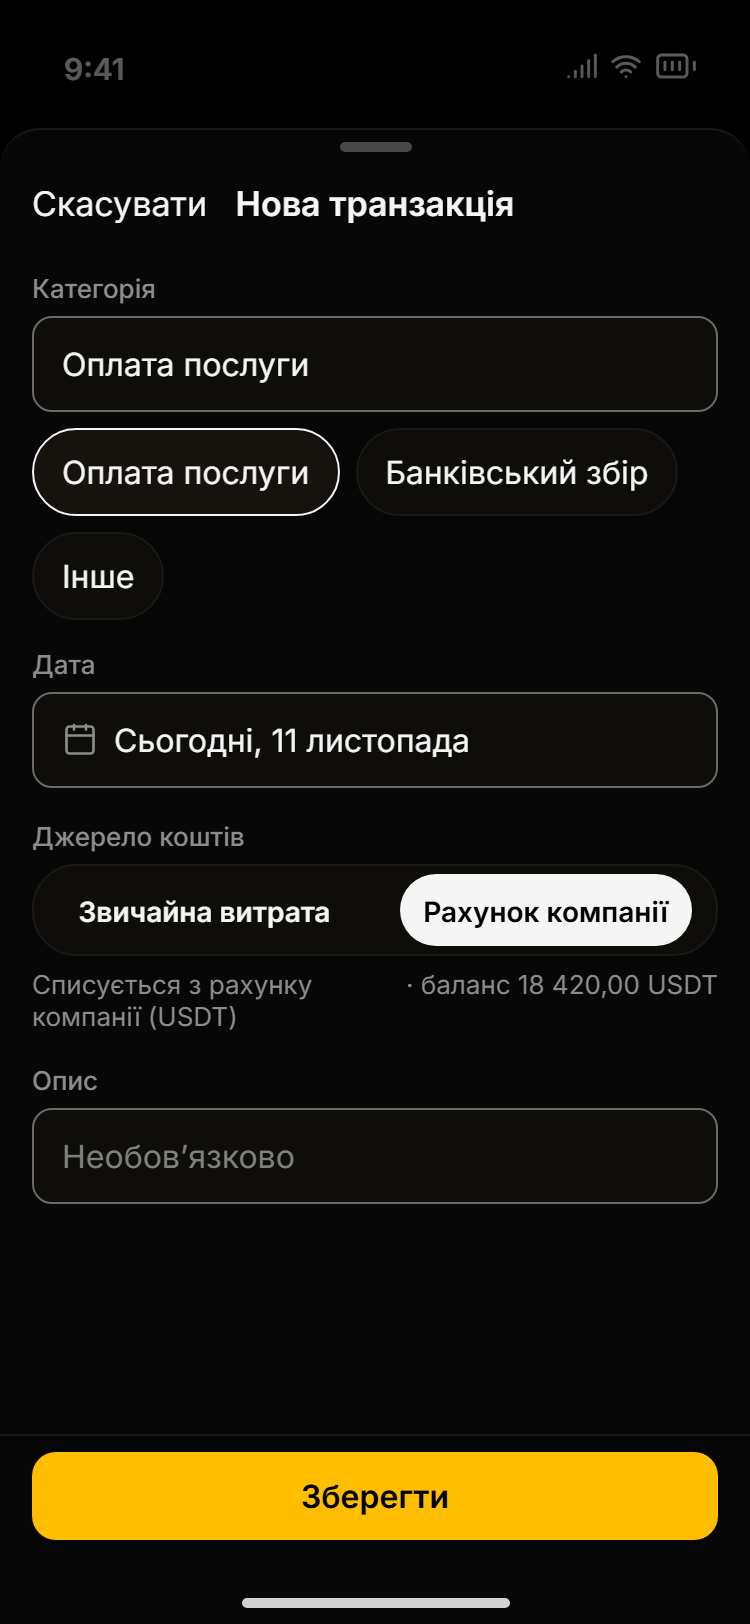 9:41
Скасувати Нова транзакція
Категорія
Оплата послуги
Оплата послуги Банківський збір
Інше
Дата
Сьогодні, 11 листопада
Джерело коштів
Звичайна витрата Рахунок компанії
Списується з рахунку · баланс 18 420,00 USDT
компанії (USDT)
Опис
Необов’язково
Зберегти